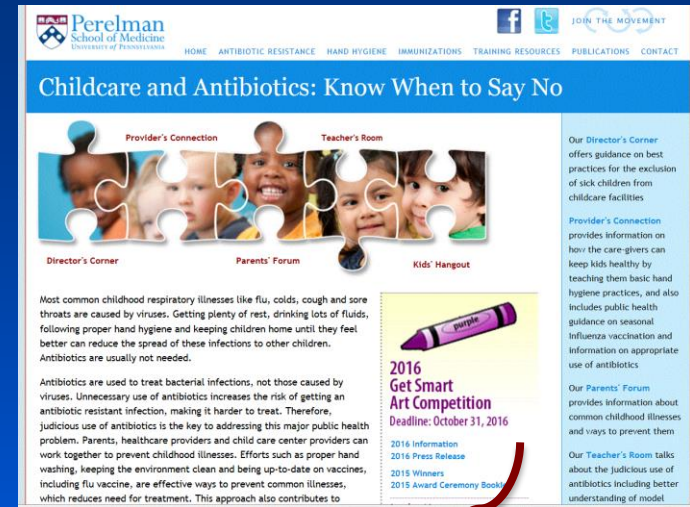 Perelman
School of Medicine
UNIVERSITY of PENNSYLVANIA
JOIN THE MOVEMENT
HOME ANTIBIOTIC RESISTANCE HAND HYGIENE IMMUNIZATIONS TRAINING RESOURCES PUBLICATIONS CONTACT
Childcare and Antibiotics: Know When to Say No
Provider's Connection
Teacher's Room
Director's Corner
Parents' Forum
Kids' Hangout
Most common childhood respiratory illnesses like flu, colds, cough and sore
throats are caused by viruses. Getting plenty of rest, drinking lots of fluids,
following proper hand hygiene and keeping children home until they feel
better can reduce the spread of these infections to other children.
Antibiotics are usually not needed.
Antibiotics are used to treat bacterial infections, not those caused by
viruses. Unnecessary use of antibiotics increases the risk of getting an
antibiotic resistant infection, making it harder to treat. Therefore,
judicious use of antibiotics is the key to addressing this major public health
problem. Parents, healthcare providers and child care center providers can
work together to prevent childhood illnesses. Efforts such as proper hand
washing, keeping the environment clean and being up-to-date on vaccines,
including flu vaccine, are effective ways to prevent common illnesses,
which reduces need for treatment. This approach also contributes to
purple
2016
Get Smart
Art Competition
Deadline: October 31, 2016
2016 Information
2016 Press Release
2015 Winners
2015 Award Ceremony
Our Director's Corner
offers guidance on best
practices for the exclusion
of sick children from
childcare facilities
Provider's Connection
provides information on
how the care-givers can
keep kids healthy by
teaching them basic hand
hygiene practices, and also
includes public health
guidance on seasonal
Influenza vaccination and
information on appropriate
use of antibiotics
Our Parents' Forum
provides information about
common childhood illnesses
and ways to prevent them
Our Teacher's Room talks
about the judicious use of
antibiotics including better
understanding of model